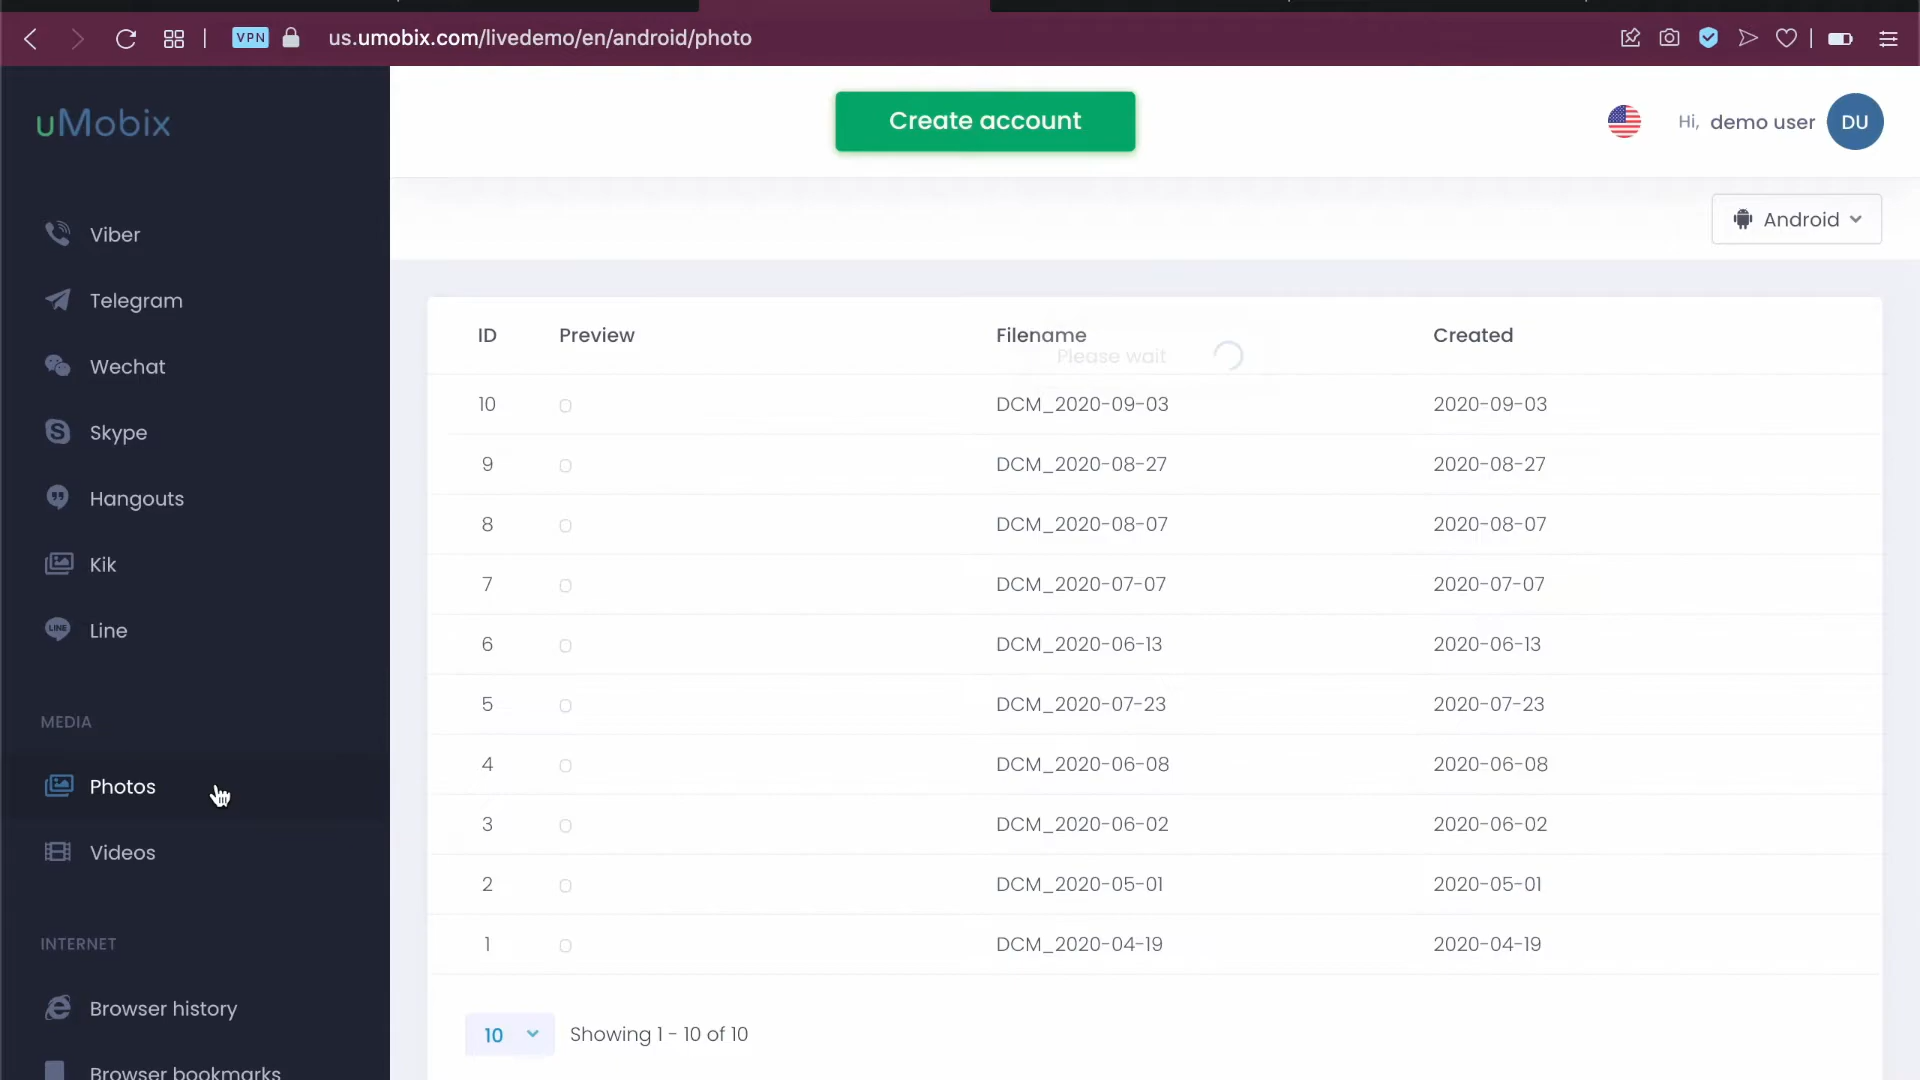 VPN
us.umobix.com/livedemo/en/android/photo
uMobix
Create account
Hi, demo user DU
Android
Viber
Telegram
Wechat
Skype
Hangouts
Kik
LINE Line
MEDIA
Photos
Videos
INTERNET
Browser history
Browser bookmarks
ID Preview Filename Created
Please wait
10 DCM_2020-09-03 2020-09-03
9 DCM_2020-08-27 2020-08-27
8 DCM_2020-08-07 2020-08-07
7 DCM_2020-07-07 2020-07-07
6 DCM_2020-06-13 2020-06-13
5 DCM_2020-07-23 2020-07-23
4 DCM_2020-06-08 2020-06-08
3 DCM_2020-06-02 2020-06-02
2 DCM_2020-05-01 2020-05-01
1 DCM_2020-04-19 2020-04-19
10 Showing 1 - 10 of 10